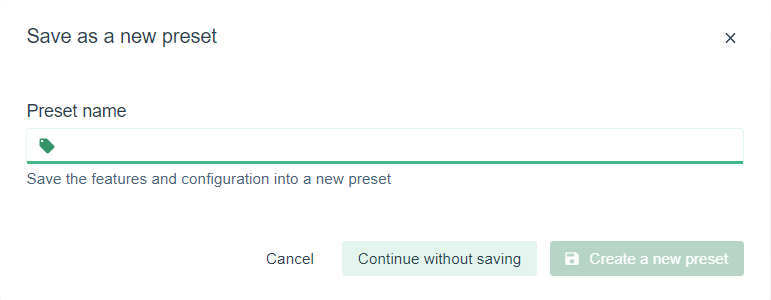 Save as a new preset
Preset name
Save the features and configuration into a new preset
Cancel
Continue without saving
Create a new preset